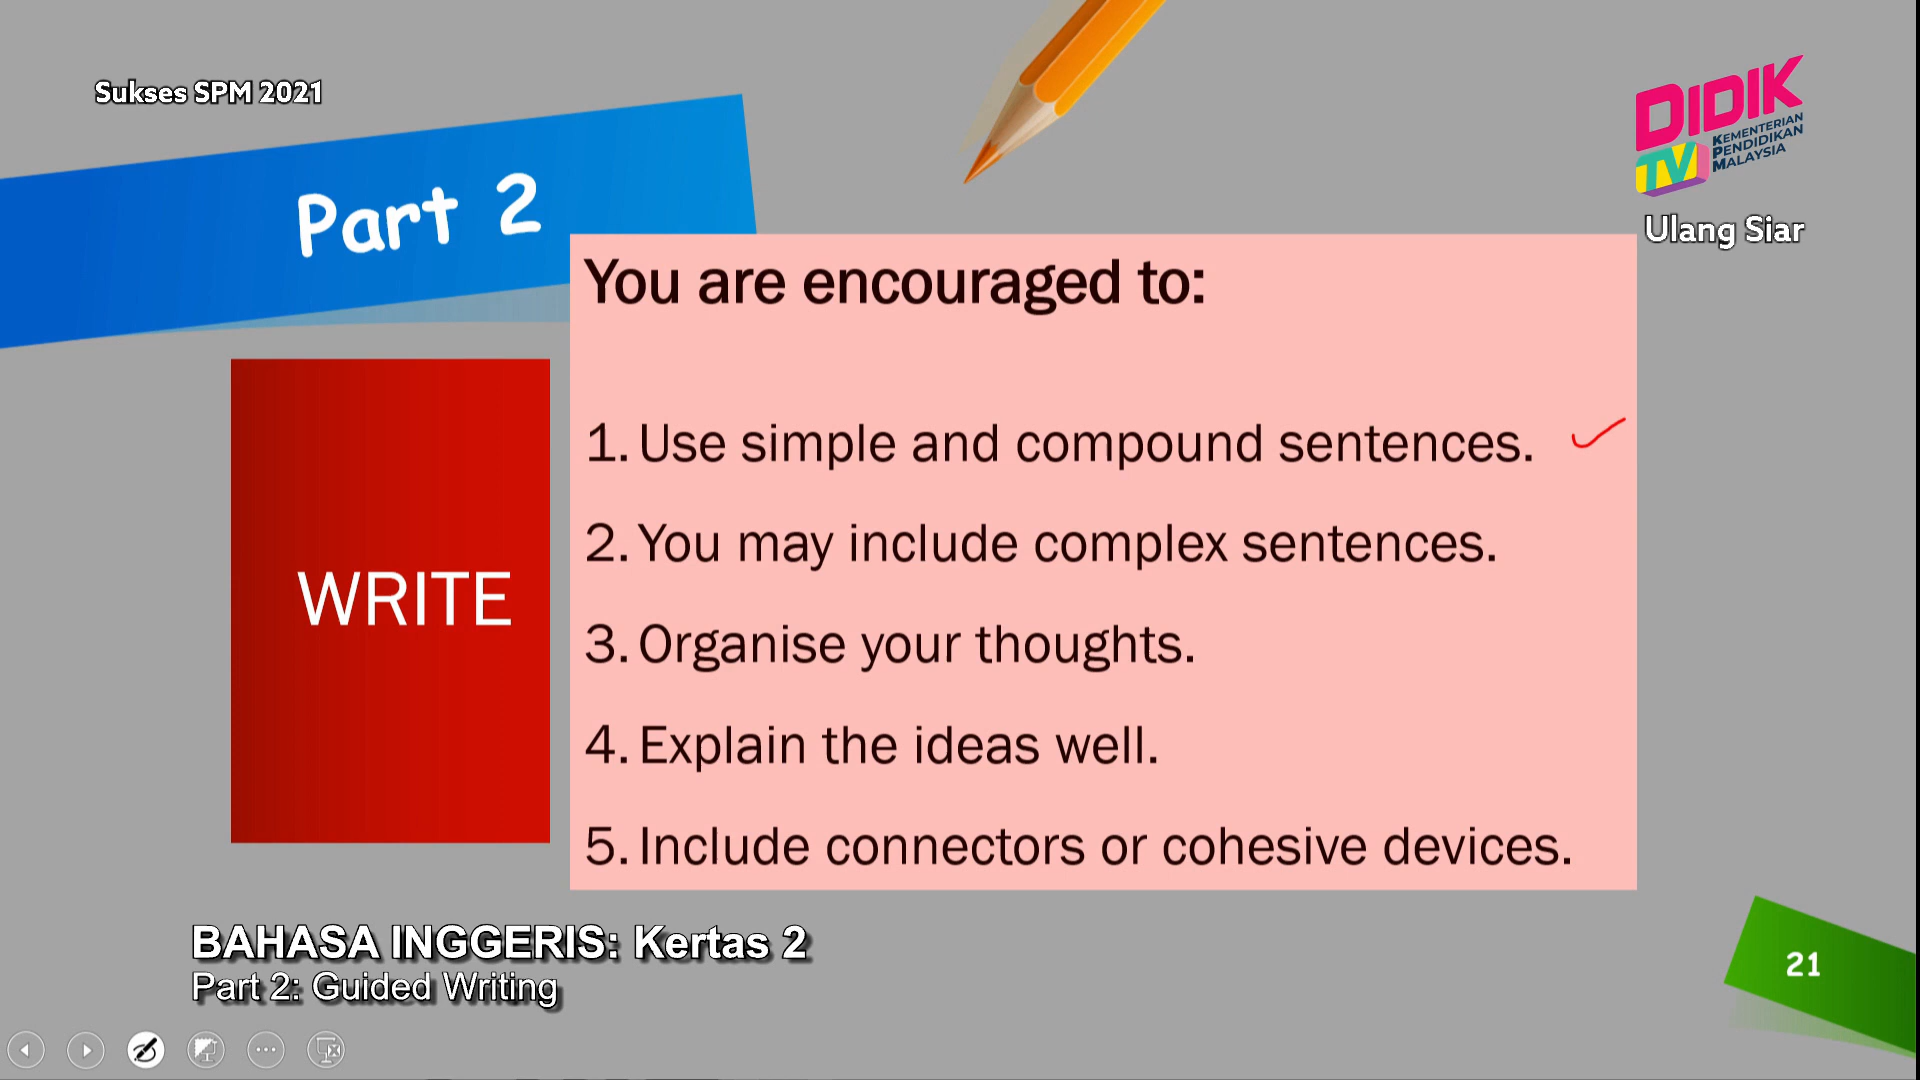 Sukses SPM 2021
DIDIK
TV
KEMENTERIAN
PENDIDIKAN
MALAYSIA
Ulang Siar
Part 2
You are encouraged to:
1. Use simple and compound sentences.
2. You may include complex sentences.
3. Organise your thoughts.
4. Explain the ideas well.
5. Include connectors or cohesive devices.
WRITE
BAHASA INGGERIS: Kertas 2
Part 2: Guided Writing
21